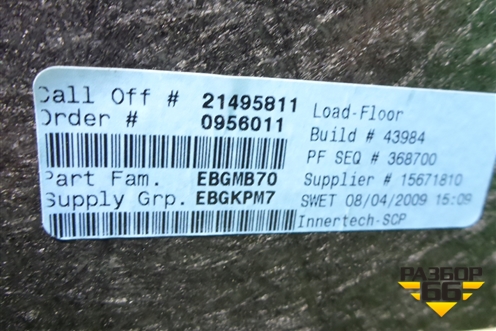 Call Off # 21495811
Order # 0956011
Part Fam. EBGMB70
Supply Grp. EBGKPM7
Load-Floor
Build # 43984
PF SEQ # 368700
Supplier # 15671810
SWET 08/04/2009 15:09
Innertech-SCP
РАЗБОР
66